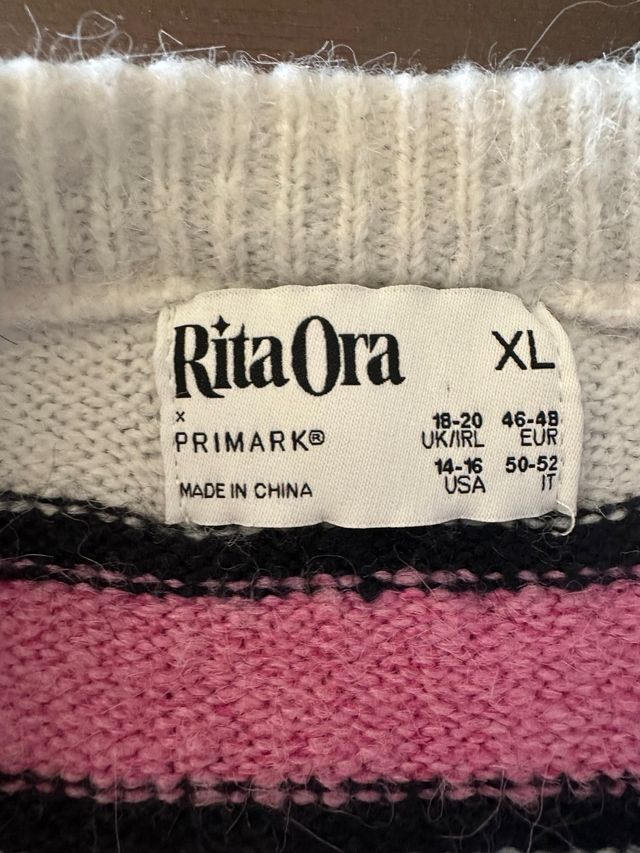 Rita Ora XL
x
PRIMARK®
18-20 46-48
UK/IRL EUR
14-16 50-52
USA IT
MADE IN CHINA